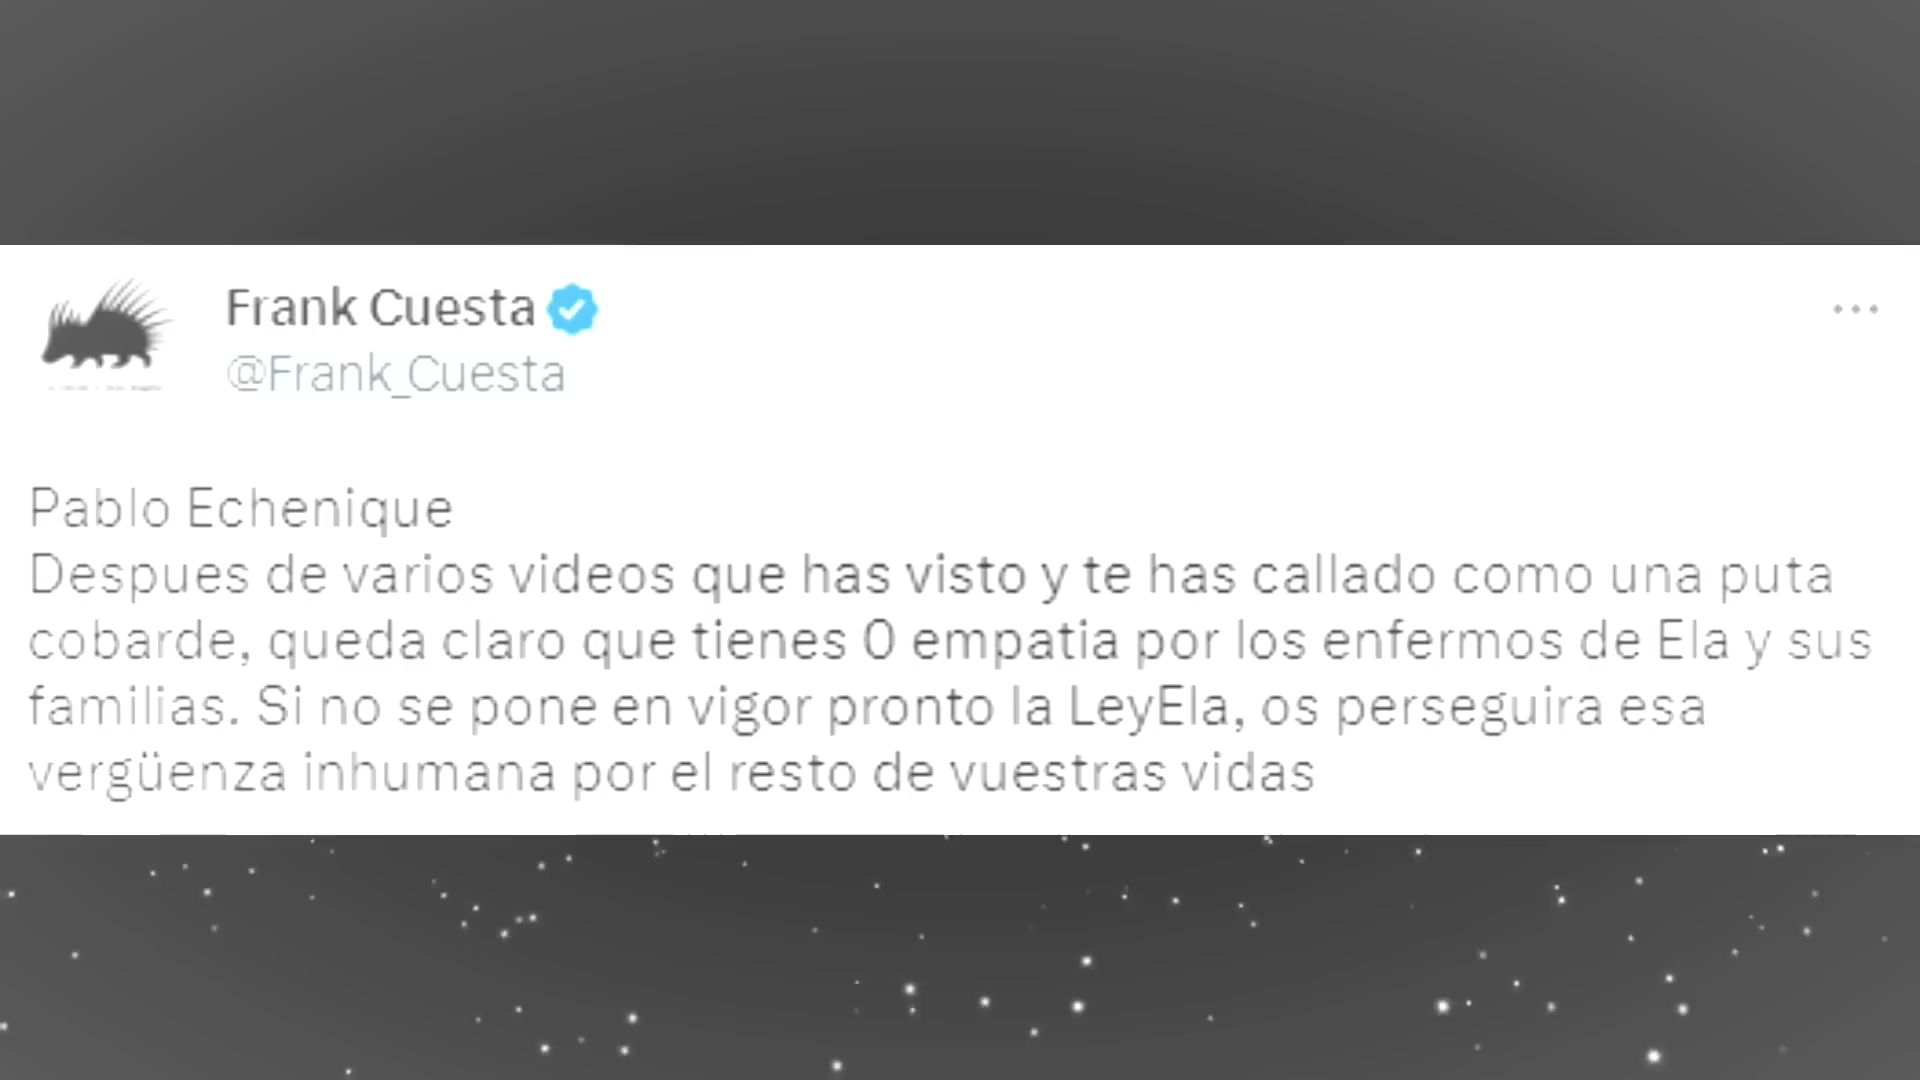 Frank Cuesta
@Frank_Cuesta
Pablo Echenique
Despues de varios videos que has visto y te has callado como una puta
cobarde, queda claro que tienes 0 empatia por los enfermos de Ela y sus
familias. Si no se pone en vigor pronto la LeyEla, os perseguira esa
vergüenza inhumana por el resto de vuestras vidas